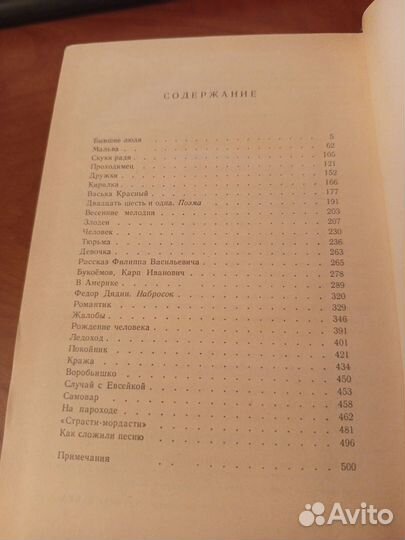 СОДЕРЖАНИЕ
Бывшие люди 5
Мальва 62
Скуки ради 105
Проходимец 121
Дружки 152
Кирилка 166
Васька Красный 177
Двадцать шесть и одна. Поэма 191
Весенние мелодии 203
Злодеи 207
Человек 230
Тюрьма 236
Девочка 263
Рассказ Филиппа Васильевича 265
Букоёмов, Карп Иванович 278
В Америке 289
Федор Дядин. Набросок 320
Романтик 329
Жалобы 346
Рождение человека 391
Ледоход 401
Покойник 421
Кража 434
Воробьишко 450
Случай с Евсейкой 453
Самовар 458
На пароходе 462
«Страсти-мордасти» 481
Как сложили песню 496
Примечания 500
Avito